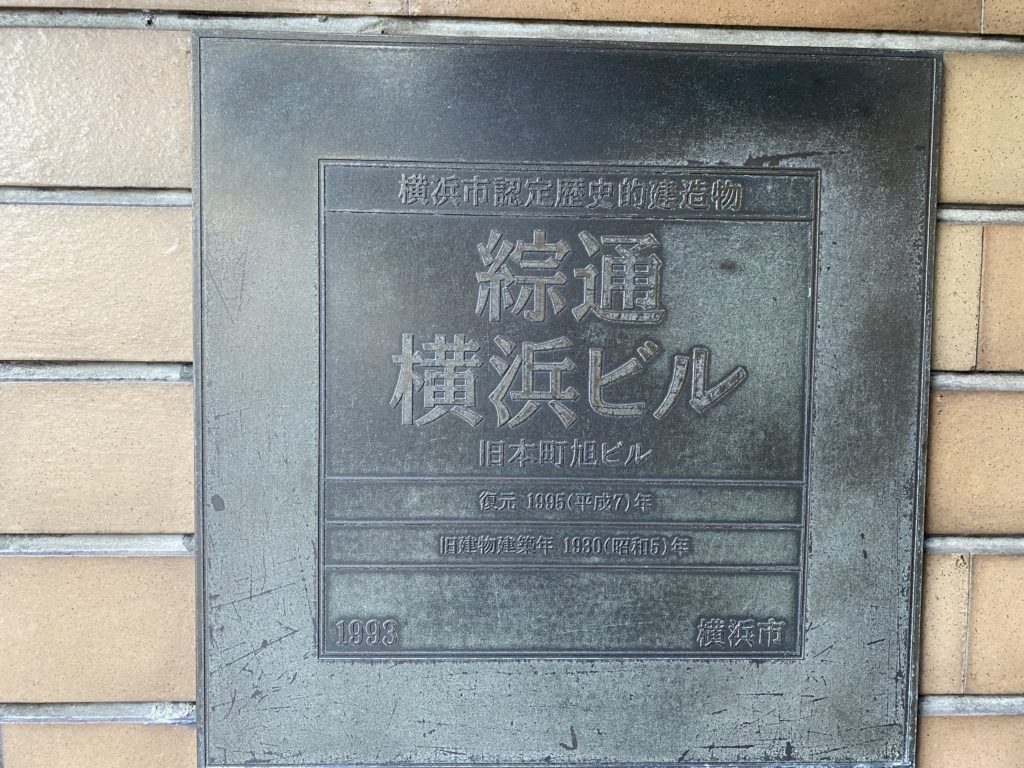 横浜市認定歴史的建造物
綜通
横浜ビル
旧本町旭ビル
復元 1995(平成7)年
旧建物建築年 1930(昭和5)年
1993 横浜市